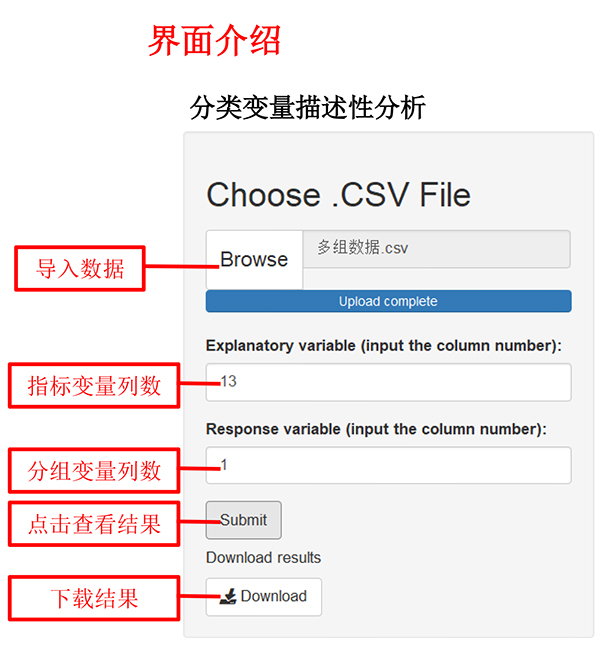 界面介绍
分类变量描述性分析
Choose .CSV File
导入数据
Browse
多组数据.csv
Upload complete
Explanatory variable (input the column number):
指标变量列数
13
Response variable (input the column number):
分组变量列数
1
点击查看结果
Submit
Download results
下载结果
Download